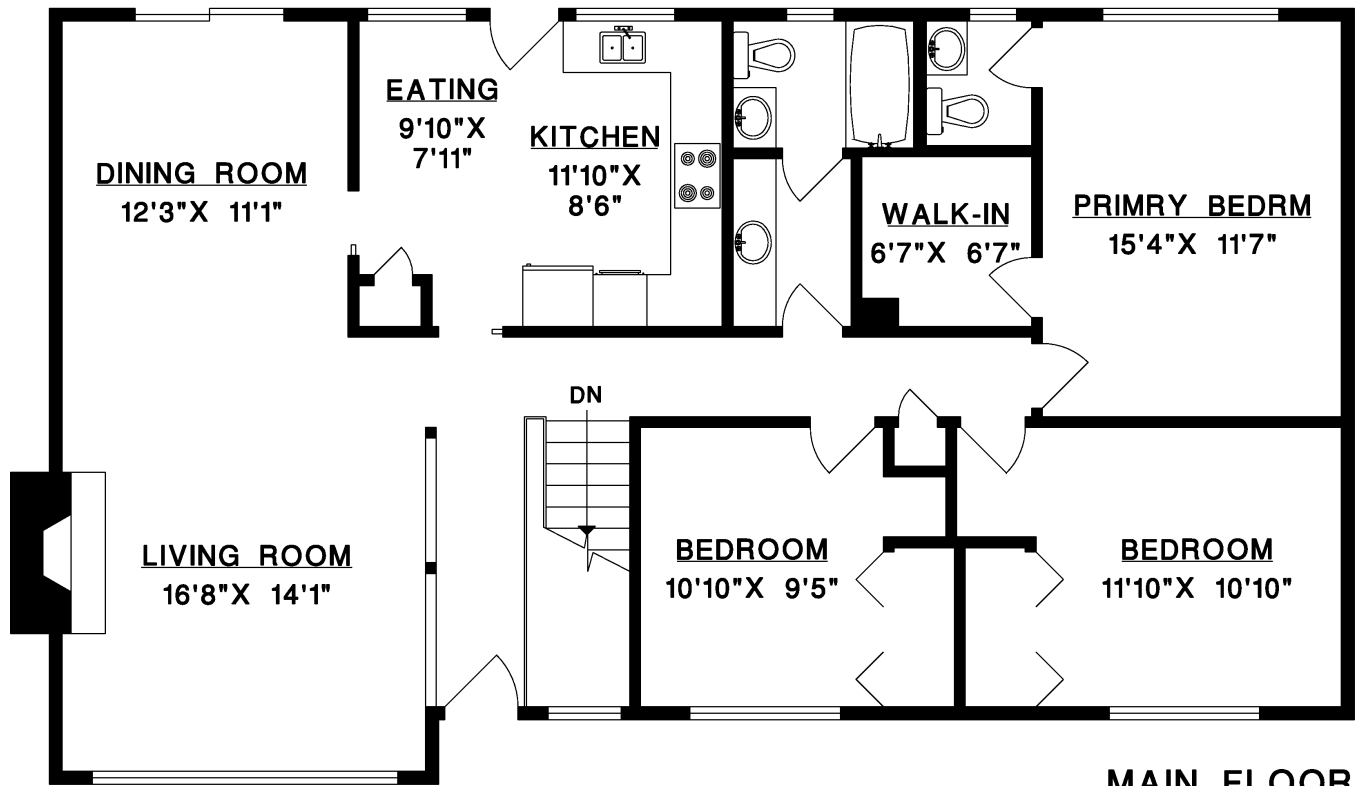 EATING
9'10"X
7'11"
KITCHEN
11'10"X
8'6"
DINING ROOM
12'3"X 11'1"
WALK-IN
6'7"X 6'7"
PRIMRY BEDRM
15'4"X 11'7"
DN
LIVING ROOM
16'8"X 14'1"
BEDROOM
10'10"X 9'5"
BEDROOM
11'10"X 10'10"
MAIN FLOOR